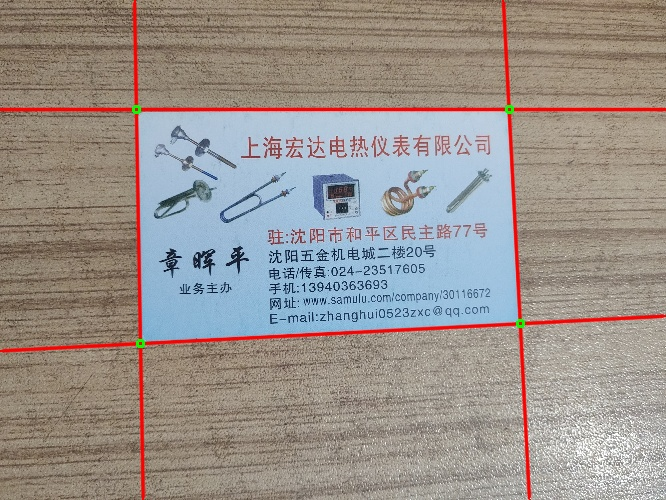 上海宏达电热仪表有限公司
驻:沈阳市和平区民主路77号
章晖平
业务主办
沈阳五金机电城二楼20号
电话/传真:024-23517605
手机:13940363693
网址: www.samulu.com/company/30116672
E-mail:zhanghui0523zxc@qq.com